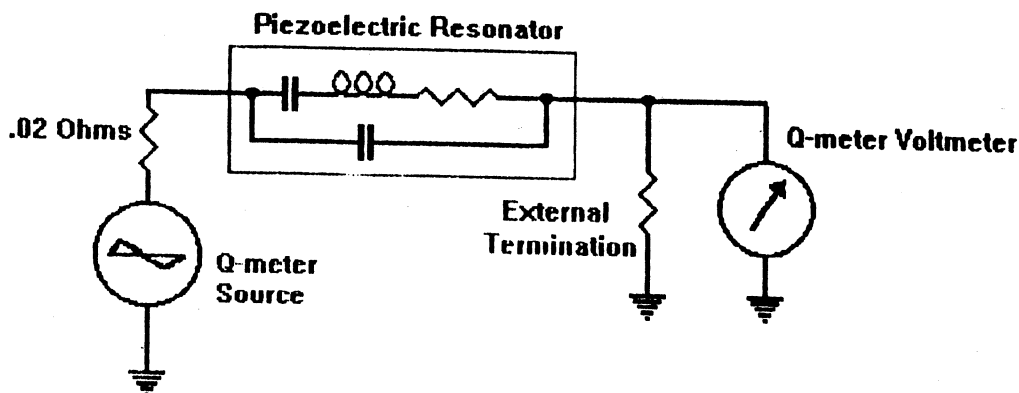 Piezoelectric Resonator
.02 Ohms
Q-meter Voltmeter
External
Termination
Q-meter
Source